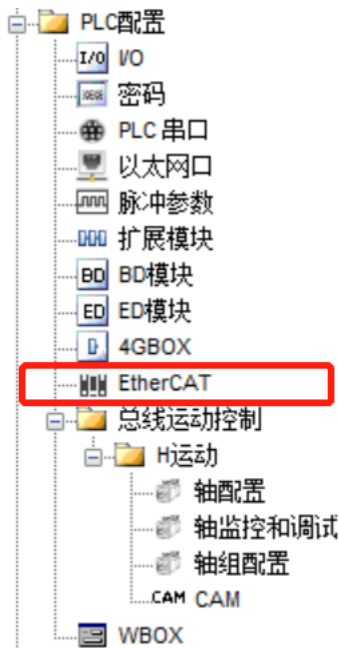 PLC配置
I/O I/O
密码
PLC 串口
以太网口
脉冲参数
扩展模块
BD BD模块
ED ED模块
4GBOX
EtherCAT
总线运动控制
H运动
轴配置
轴监控和调试
轴组配置
CAM CAM
WBOX